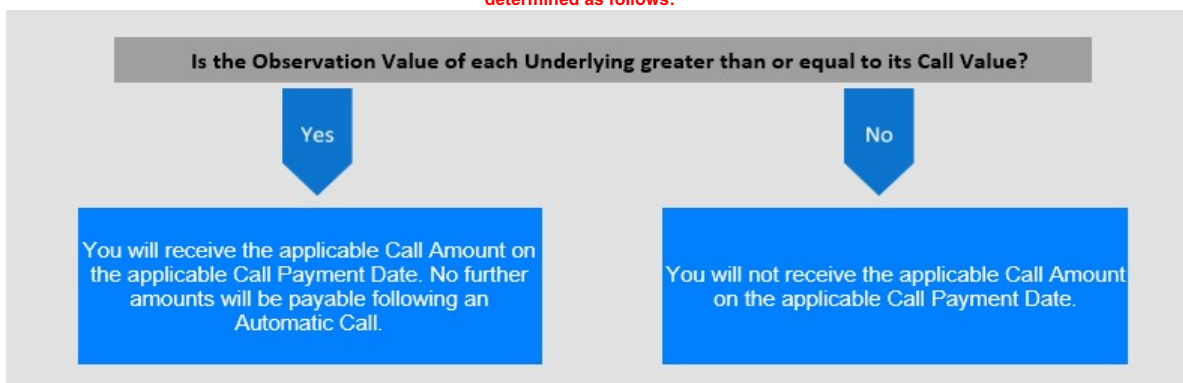 determined as follows:
Is the Observation Value of each Underlying greater than or equal to its Call Value?
Yes
No
You will receive the applicable Call Amount on
the applicable Call Payment Date. No further
amounts will be payable following an
Automatic Call.
You will not receive the applicable Call Amount
on the applicable Call Payment Date.